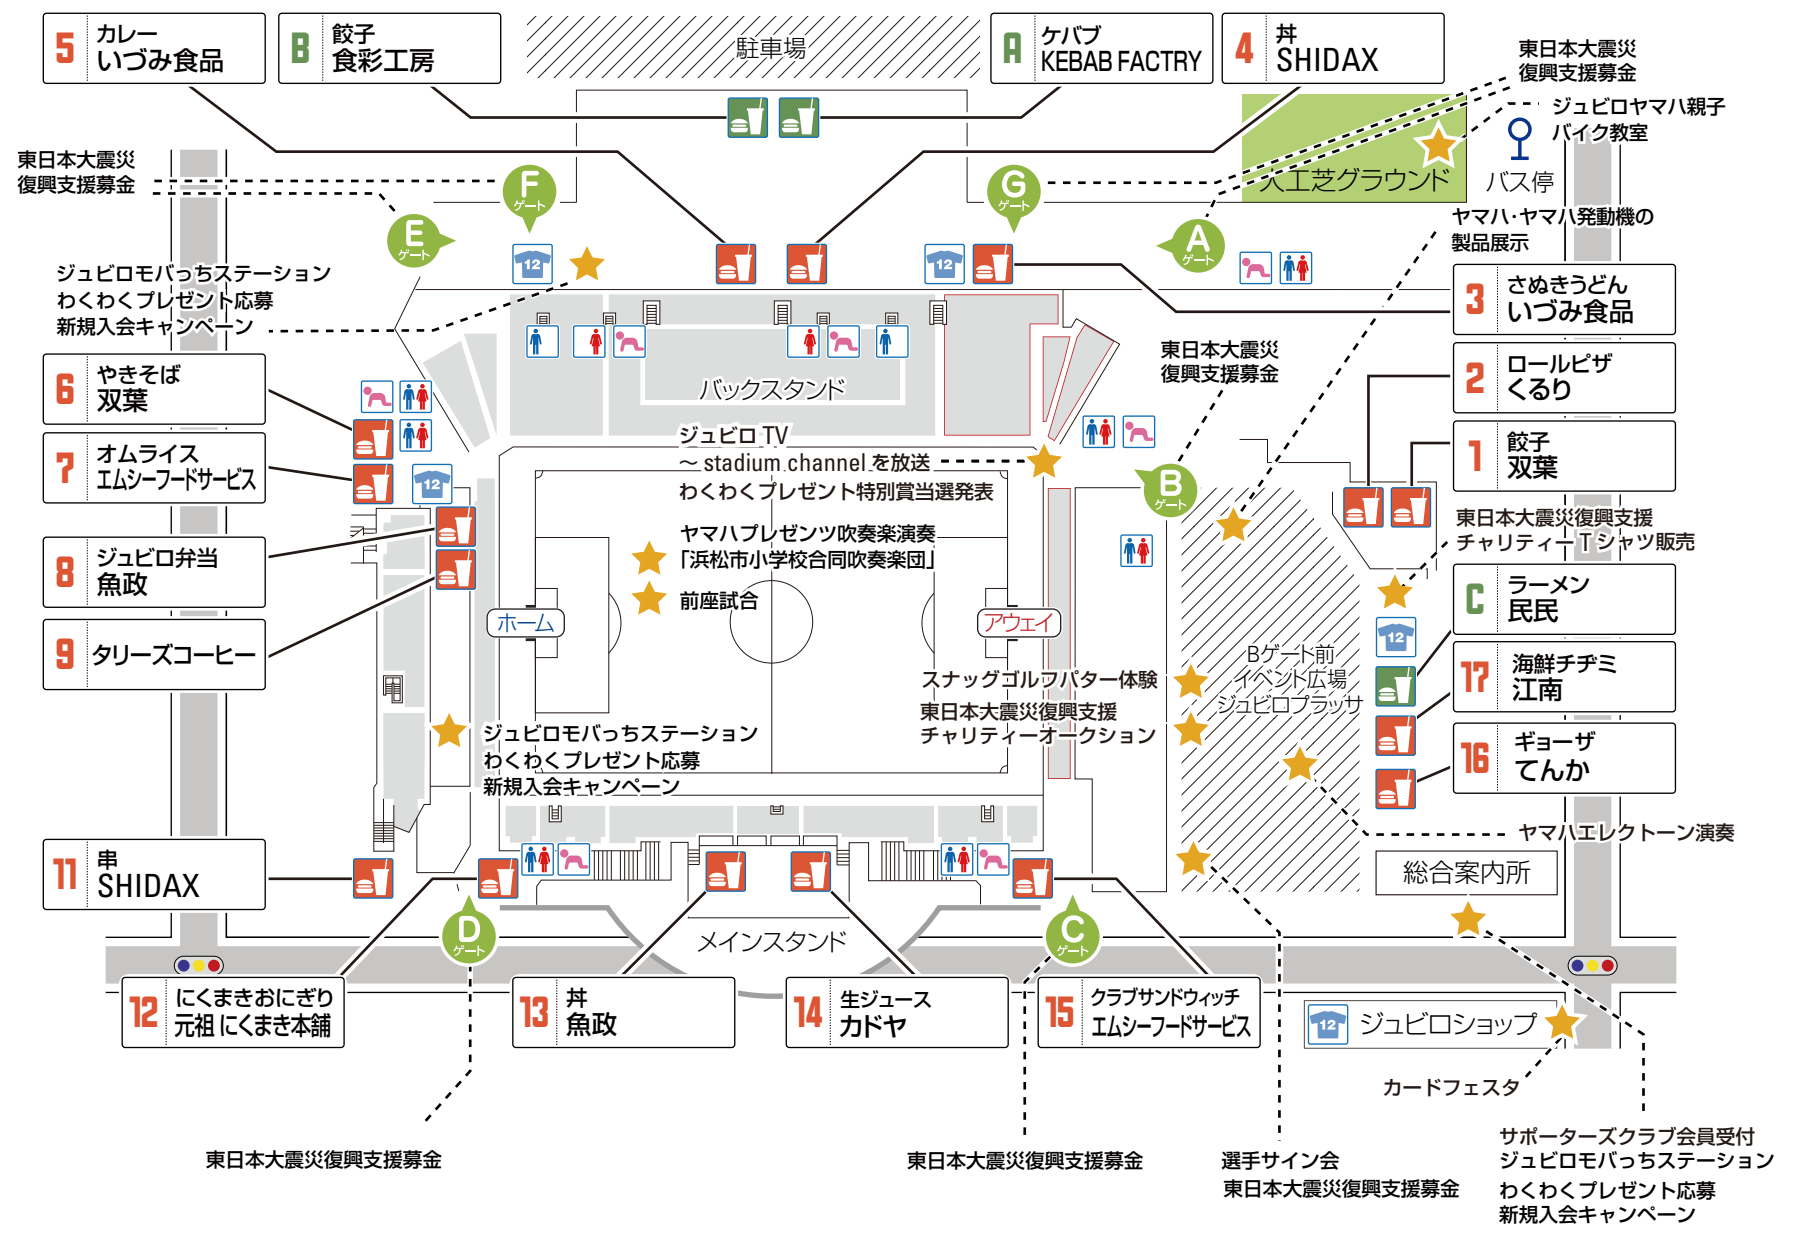 5
カレー
いづみ食品
B
餃子
食彩工房
駐車場
A
ケバブ
KEBAB FACTRY
4
丼
SHIDAX
東日本大震災
復興支援募金
ジュビロヤマハ親子
バイク教室
人工芝グラウンド
バス停
東日本大震災
復興支援募金
F
ゲート
G
ゲート
E
ゲート
A
ゲート
ヤマハ・ヤマハ発動機の
製品展示
12
12
ジュビロモバっちステーション
わくわくプレゼント応募
新規入会キャンペーン
3
さぬきうどん
いづみ食品
東日本大震災
復興支援募金
2
ロールピザ
くるり
バックスタンド
6
やきそば
双葉
7
オムライス
エムシーフードサービス
12
ジュビロ TV
～ stadium channel を放送
わくわくプレゼント特別賞当選発表
B
ゲート
1
餃子
双葉
ヤマハプレゼンツ吹奏楽演奏
「浜松市小学校合同吹奏楽団」
前座試合
東日本大震災復興支援
チャリティー T シャツ販売
8
ジュビロ弁当
魚政
9
タリーズコーヒー
ホーム
アウェイ
C
ラーメン
民民
12
Bゲート前
イベント広場
ジュビロプラッサ
17
海鮮チヂミ
江南
スナッグゴルフパター体験
東日本大震災復興支援
チャリティーオークション
16
ギョーザ
てんか
ジュビロモバっちステーション
わくわくプレゼント応募
新規入会キャンペーン
ヤマハエレクトーン演奏
11
串
SHIDAX
総合案内所
D
ゲート
メインスタンド
C
ゲート
12
にくまきおにぎり
元祖 にくまき本舗
13
丼
魚政
14
生ジュース
カドヤ
15
クラブサンドウィッチ
エムシーフードサービス
12
ジュビロショップ
カードフェスタ
東日本大震災復興支援募金
東日本大震災復興支援募金
選手サイン会
東日本大震災復興支援募金
サポーターズクラブ会員受付
ジュビロモバっちステーション
わくわくプレゼント応募
新規入会キャンペーン